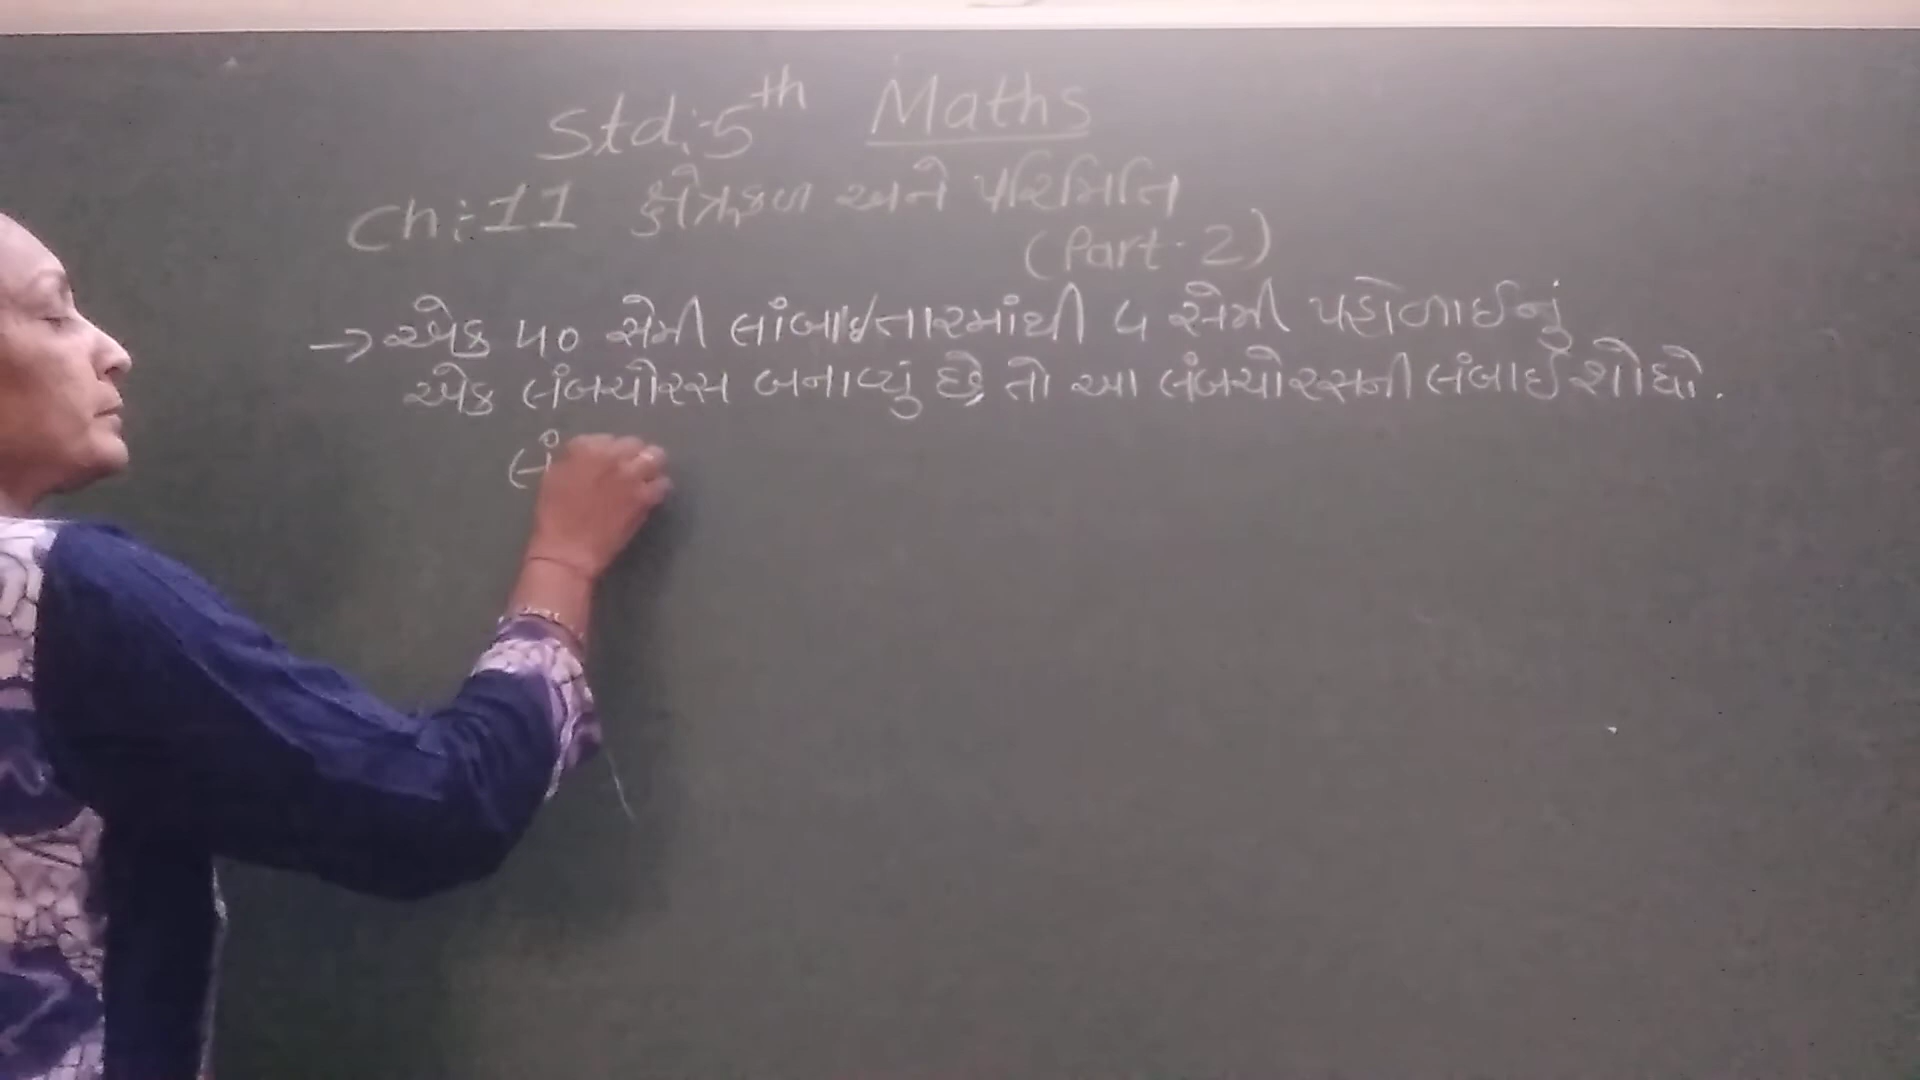 Std:-5th Maths
Ch:-11 ક્ષેત્રફળ અને પરિમિતિ
(Part-2)
→ એક ૫૦ સેમી લાંબાઇતારમાંથી ૫ સેમી પહોળાઈનું
એક લંબચોરસ બનાવ્યું છે, તો આ લંબચોરસની લંબાઈ શોધો.
લં